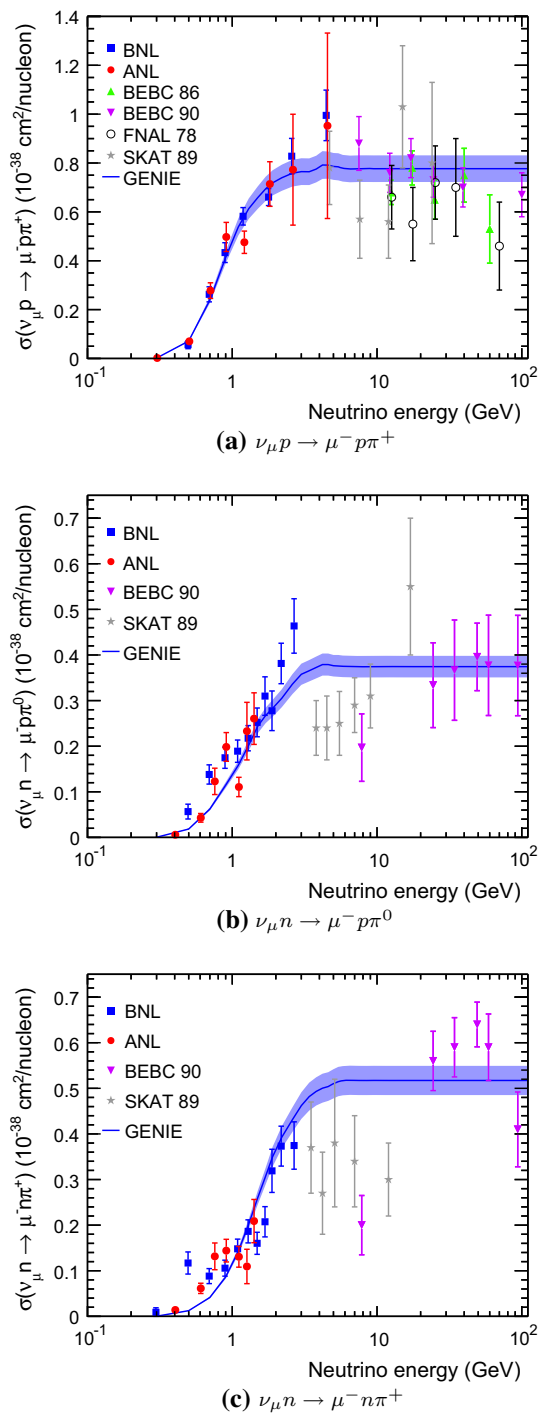 1.4
1.2
1
0.8
0.6
0.4
0.2
0
BNL
ANL
BEBC 86
BEBC 90
FNAL 78
SKAT 89
GENIE
σ(ν_μ p → μ⁻pπ⁺) (10⁻³⁸ cm²/nucleon)
10⁻¹ 1 10 10²
Neutrino energy (GeV)
(a) ν_μ p → μ⁻pπ⁺
0.7
0.6
0.5
0.4
0.3
0.2
0.1
0
BNL
ANL
BEBC 90
SKAT 89
GENIE
σ(ν_μ n → μ⁻pπ⁰) (10⁻³⁸ cm²/nucleon)
10⁻¹ 1 10 10²
Neutrino energy (GeV)
(b) ν_μ n → μ⁻pπ⁰
0.7
0.6
0.5
0.4
0.3
0.2
0.1
0
BNL
ANL
BEBC 90
SKAT 89
GENIE
σ(ν_μ n → μ⁻nπ⁺) (10⁻³⁸ cm²/nucleon)
10⁻¹ 1 10 10²
Neutrino energy (GeV)
(c) ν_μ n → μ⁻nπ⁺